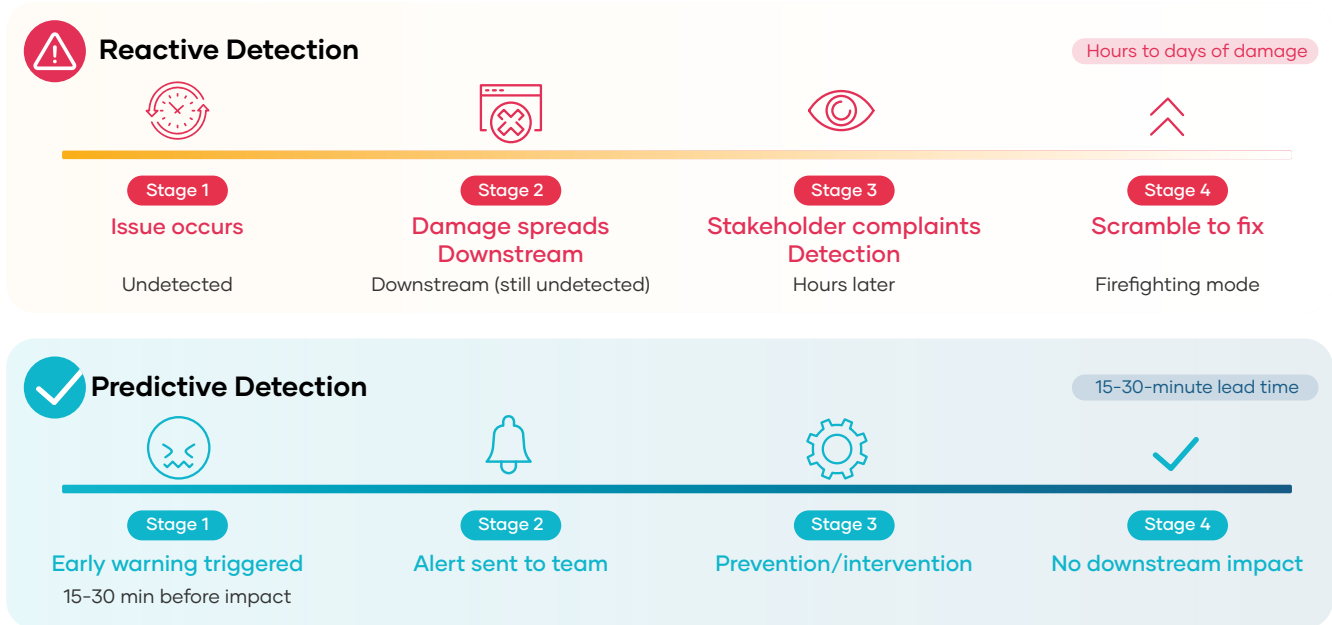 Reactive Detection
Hours to days of damage
Stage 1
Stage 2
Stage 3
Stage 4
Issue occurs
Damage spreads
Downstream
Stakeholder complaints
Detection
Scramble to fix
Undetected
Downstream (still undetected)
Hours later
Firefighting mode
Predictive Detection
15-30-minute lead time
Stage 1
Stage 2
Stage 3
Stage 4
Early warning triggered
Alert sent to team
Prevention/intervention
No downstream impact
15-30 min before impact